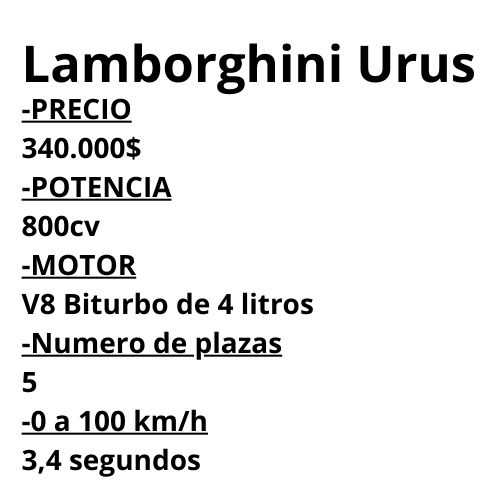 Lamborghini Urus
-PRECIO
340.000$
-POTENCIA
800cv
-MOTOR
V8 Biturbo de 4 litros
-Numero de plazas
5
-0 a 100 km/h
3,4 segundos